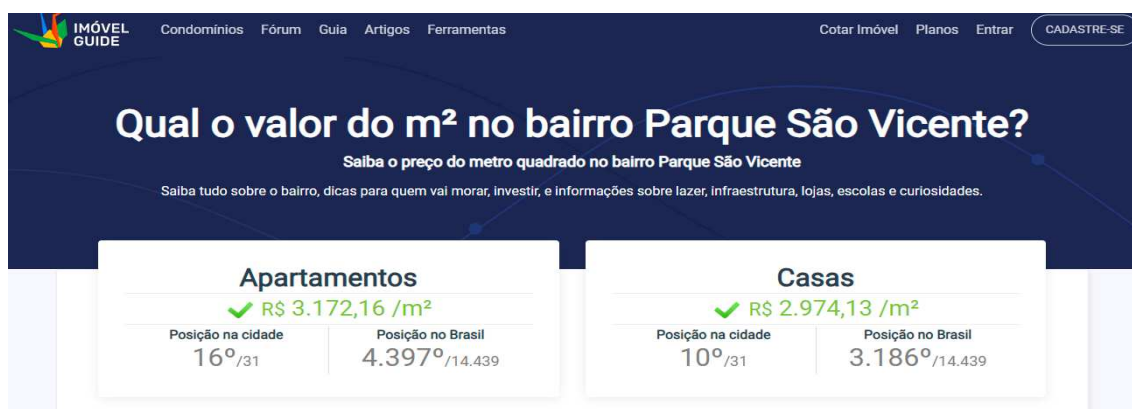 IMÓVEL GUIDE Condomínios Fórum Guia Artigos Ferramentas Cotar Imóvel Planos Entrar CADASTRE-SE
Qual o valor do m² no bairro Parque São Vicente?
Saiba o preço do metro quadrado no bairro Parque São Vicente
Saiba tudo sobre o bairro, dicas para quem vai morar, investir, e informações sobre lazer, infraestrutura, lojas, escolas e curiosidades.
Apartamentos
R$ 3.172,16 /m²
Posição na cidade Posição no Brasil
16º/31 4.397º/14.439
Casas
R$ 2.974,13 /m²
Posição na cidade Posição no Brasil
10º/31 3.186º/14.439